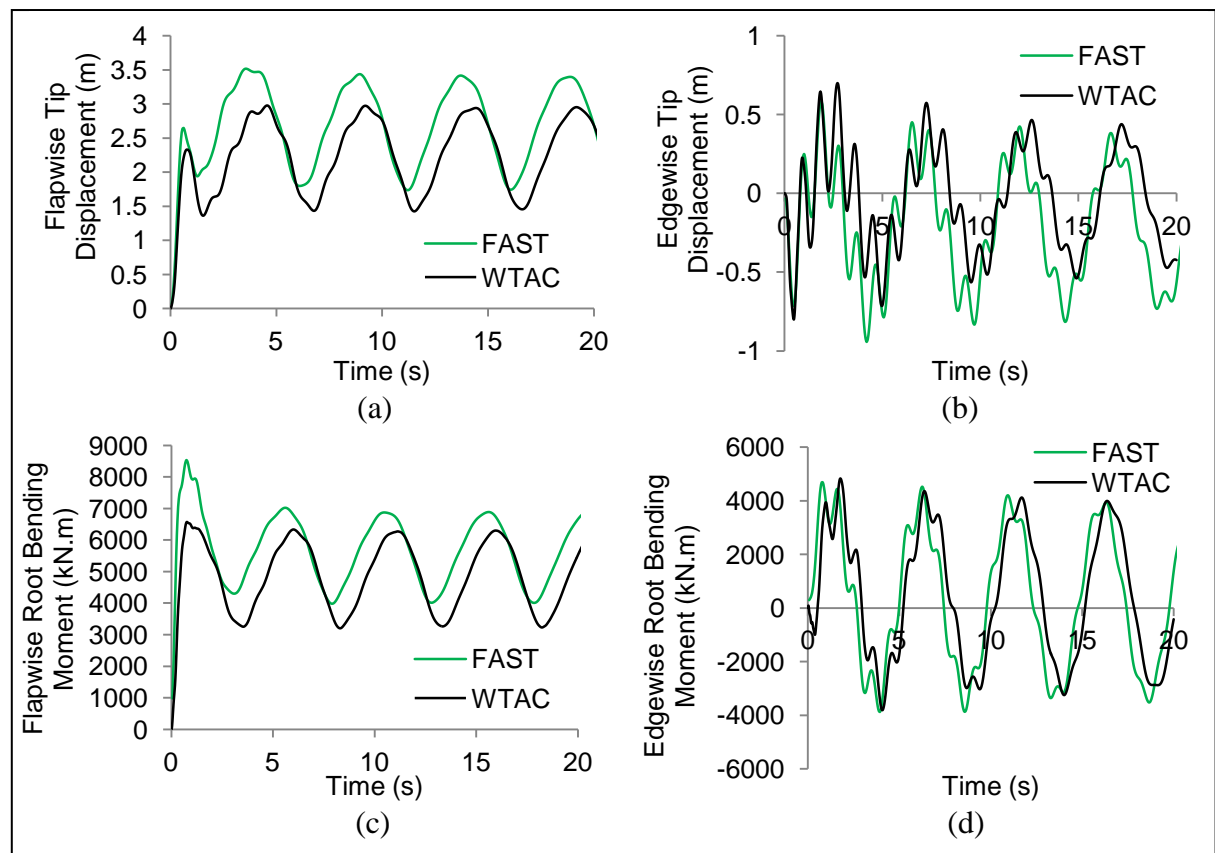 Flapwise Tip
Displacement (m)
4
3.5
3
2.5
2
1.5
1
0.5
0
0 5 10 15 20
FAST
WTAC
Time (s)
(a)
Edgewise Tip
Displacement (m)
1
0.5
0
-0.5
-1
0 5 10 15 20
FAST
WTAC
Time (s)
(b)
Flapwise Root Bending
Moment (kN.m)
9000
8000
7000
6000
5000
4000
3000
2000
1000
0
0 5 10 15 20
FAST
WTAC
Time (s)
(c)
Edgewise Root Bending
Moment (kN.m)
6000
4000
2000
0
-2000
-4000
-6000
0 5 10 15 20
FAST
WTAC
Time (s)
(d)